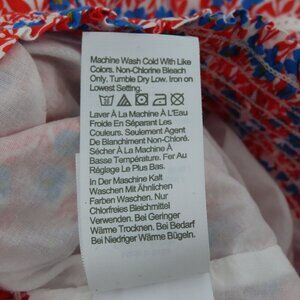 Machine Wash Cold With Like
Colors. Non-Chlorine Bleach
Only, Tumble Dry Low. Iron on
Lowest Setting.
Laver À La Machine À L'Eau
Froide En Séparant Les
Couleurs. Seulement Agent
De Blanchiment Non-Chloré.
Sécher À La Machine À
Basse Température. Fer Au
Réglage Le Plus Bas.
In Der Maschine Kalt
Waschen Mit Ähnlichen
Farben Waschen. Nur
Chlorfreies Bleichmittel
Verwenden. Bei Geringer
Wärme Trocknen. Bei Bedarf
Bei Niedriger Wärme Bügeln.